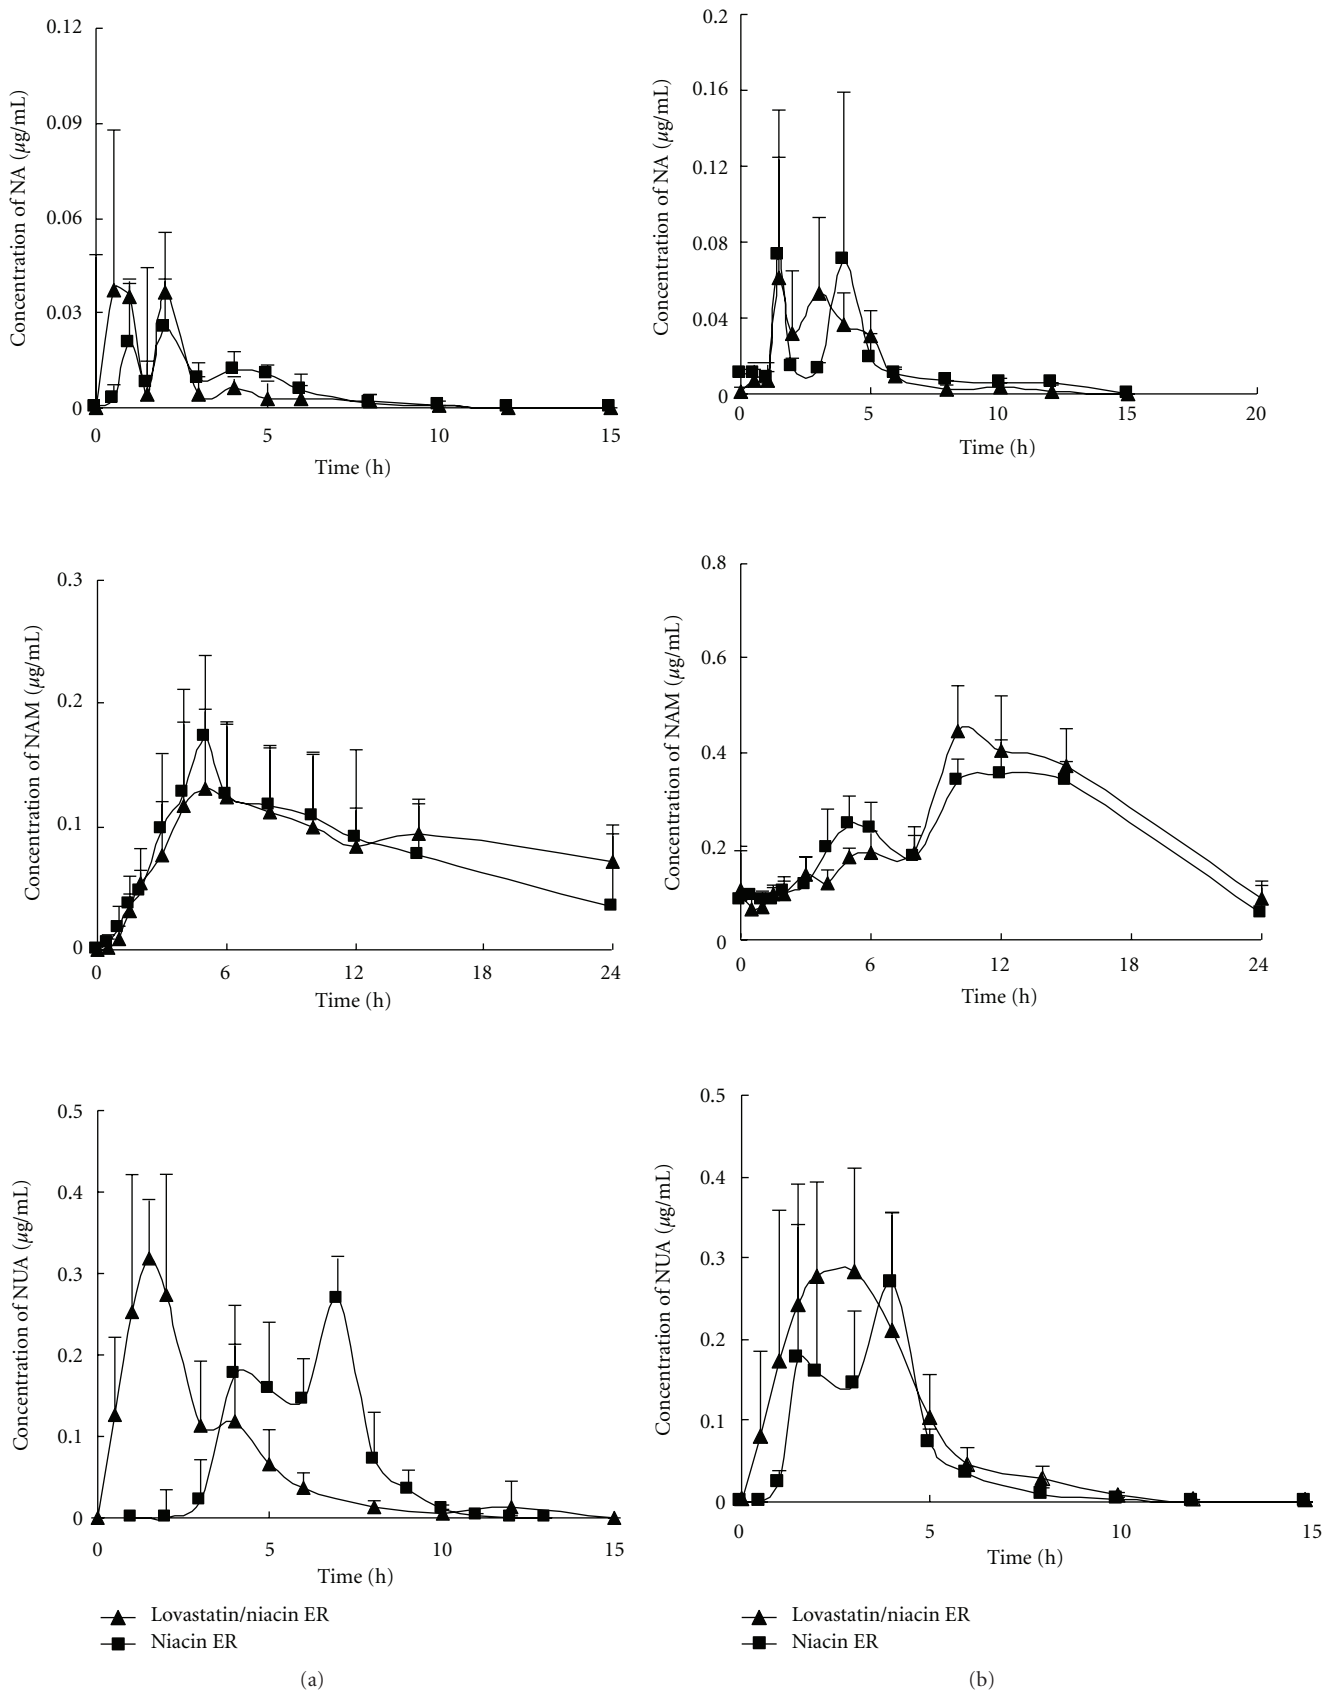 0.12
0.09
0.06
0.03
0
Concentration of NA (µg/mL)
0 5 10 15
Time (h)
0.2
0.16
0.12
0.08
0.04
0
Concentration of NA (µg/mL)
0 5 10 15 20
Time (h)
0.3
0.2
0.1
0
Concentration of NAM (µg/mL)
0 6 12 18 24
Time (h)
0.8
0.6
0.4
0.2
0
Concentration of NAM (µg/mL)
0 6 12 18 24
Time (h)
0.5
0.4
0.3
0.2
0.1
0
Concentration of NUA (µg/mL)
0 5 10 15
Time (h)
Lovastatin/niacin ER
Niacin ER
(a)
0.5
0.4
0.3
0.2
0.1
0
Concentration of NUA (µg/mL)
0 5 10 15
Time (h)
Lovastatin/niacin ER
Niacin ER
(b)